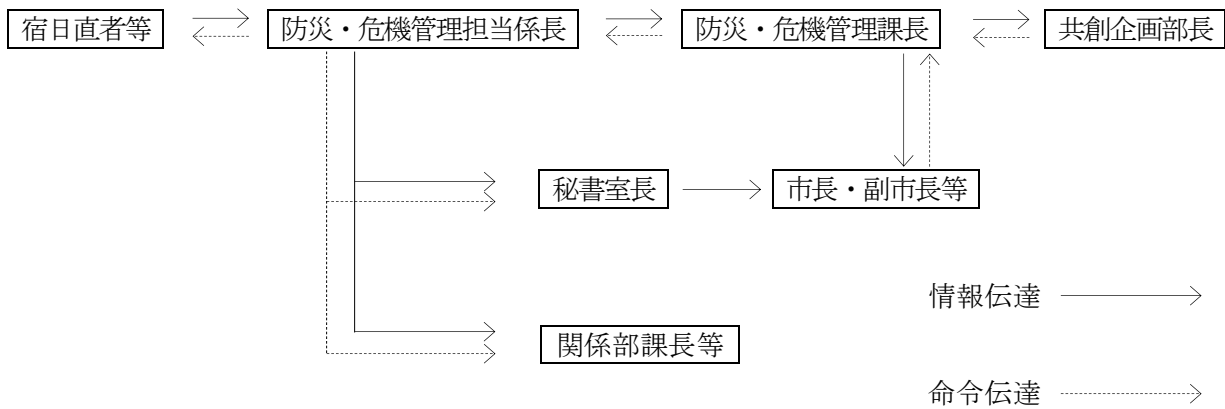 宿日直者等
防災・危機管理担当係長
防災・危機管理課長
共創企画部長
秘書室長
市長・副市長等
情報伝達
関係部課長等
命令伝達